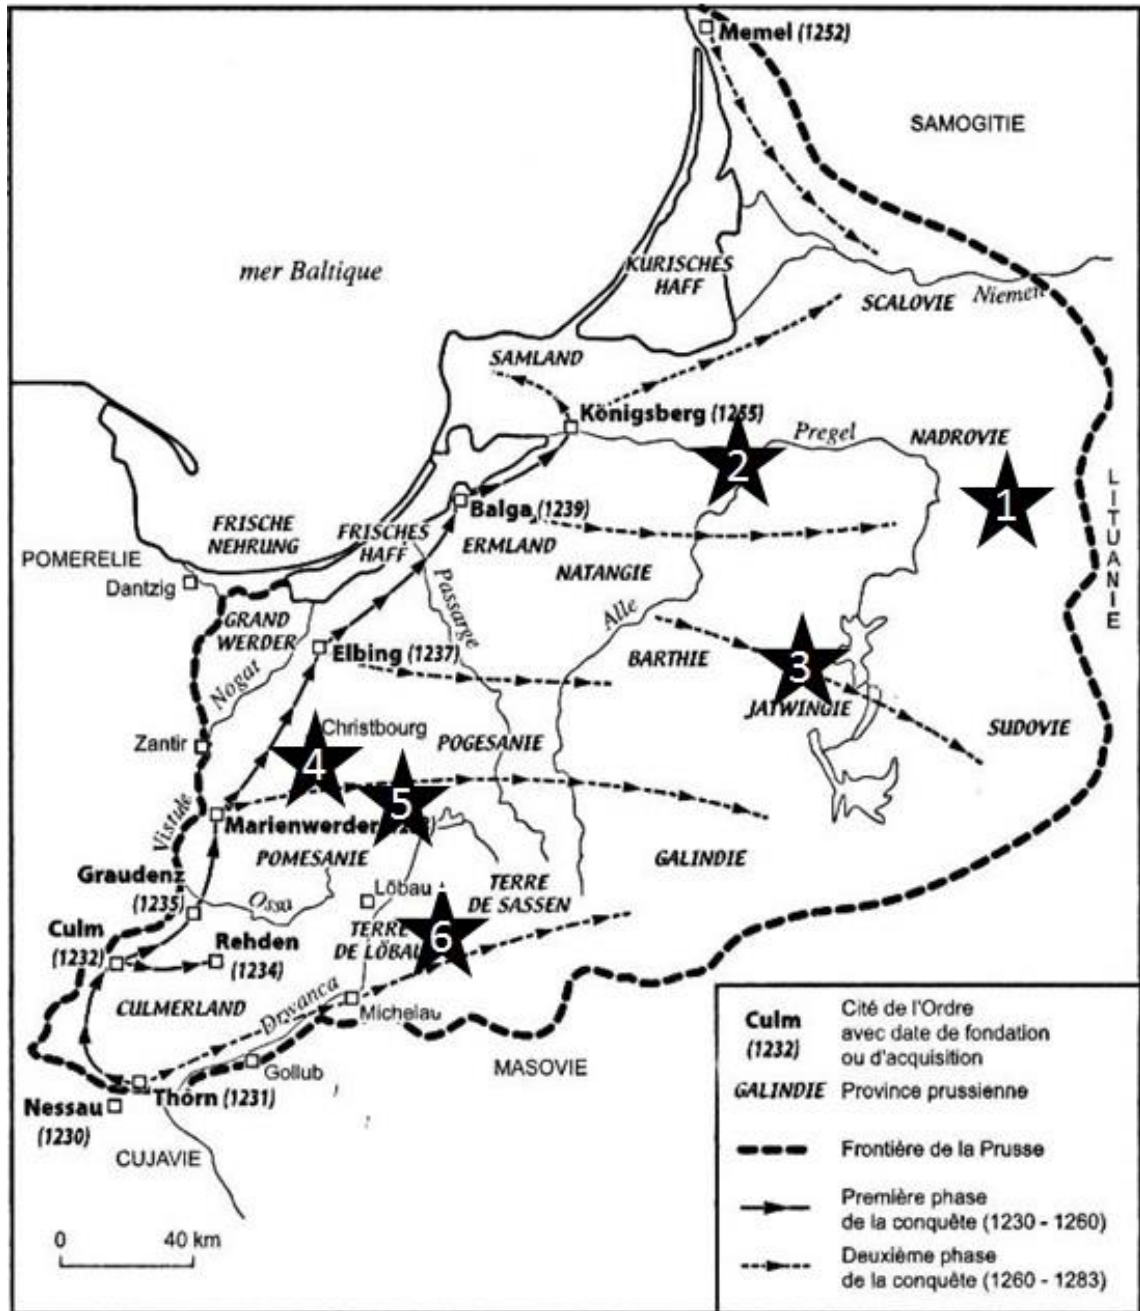 Memel (1252)
SAMOGITIE
mer Baltique
KURISCHES
HAFF
SCALOVIE
Niemen
SAMLAND
Königsberg (1255)
Pregel
NADROVIE
2
1
LITUANIE
Balga (1239)
FRISCHE
NEHRUNG
FRISCHES
HAFF
ERMLAND
POMERELIE
Dantzig
NATANGIE
Passarge
Alle
GRAND
WERDER
Elbing (1237)
BARTHIE
3
Nogat
JATWINGIE
Christbourg
SUDOVIE
Zantir
POGESANIE
4
5
Vistule
Marienwerder
POMESANIE
GALINDIE
Graudenz
(1235)
Ossa
Löbau
TERRE
DE SASSEN
Culm
(1232)
Rehden
(1234)
TERRE
DE LÖBAU
6
CULMERLAND
Drwanca
Michelau
MASOVIE
Gollub
Thorn (1231)
Nessau
(1230)
CUJAVIE
0 40 km
Culm
(1232)
Cité de l'Ordre
avec date de fondation
ou d'acquisition
GALINDIE Province prussienne
Frontière de la Prusse
Première phase
de la conquête (1230 - 1260)
Deuxième phase
de la conquête (1260 - 1283)